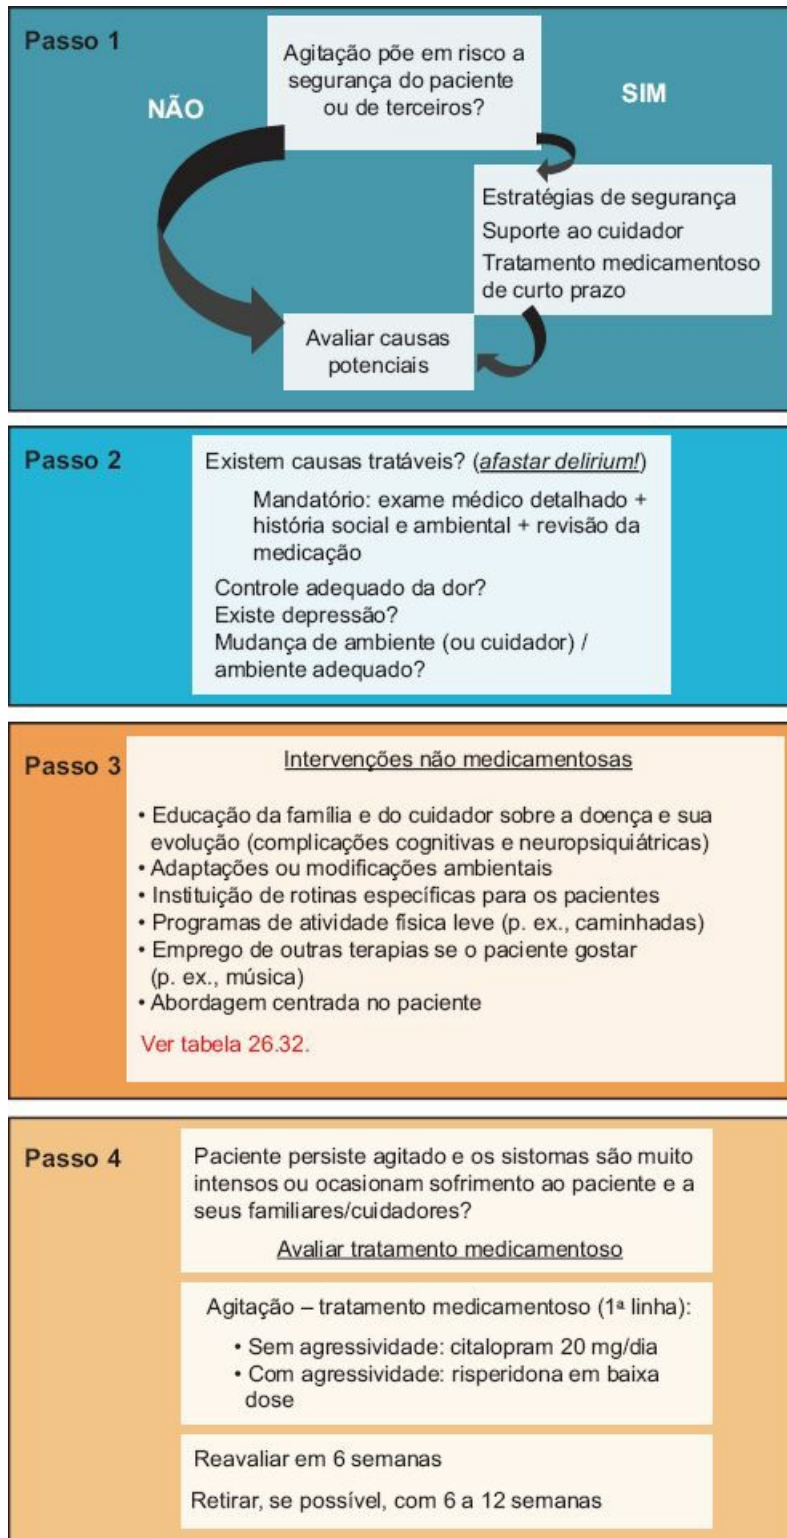 Passo 1
Agitação põe em risco a
segurança do paciente
ou de terceiros?
NÃO
SIM
Estratégias de segurança
Suporte ao cuidador
Tratamento medicamentoso
de curto prazo
Avaliar causas
potenciais
Passo 2
Existem causas tratáveis? (afastar delirium!)
Mandatório: exame médico detalhado +
história social e ambiental + revisão da
medicação
Controle adequado da dor?
Existe depressão?
Mudança de ambiente (ou cuidador) /
ambiente adequado?
Passo 3
Intervenções não medicamentosas
• Educação da família e do cuidador sobre a doença e sua
evolução (complicações cognitivas e neuropsiquiátricas)
• Adaptações ou modificações ambientais
• Instituição de rotinas específicas para os pacientes
• Programas de atividade física leve (p. ex., caminhadas)
• Emprego de outras terapias se o paciente gostar
(p. ex., música)
• Abordagem centrada no paciente
Ver tabela 26.32.
Passo 4
Paciente persiste agitado e os sistomas são muito
intensos ou ocasionam sofrimento ao paciente e a
seus familiares/cuidadores?
Avaliar tratamento medicamentoso
Agitação – tratamento medicamentoso (1ª linha):
• Sem agressividade: citalopram 20 mg/dia
• Com agressividade: risperidona em baixa
dose
Reavaliar em 6 semanas
Retirar, se possível, com 6 a 12 semanas